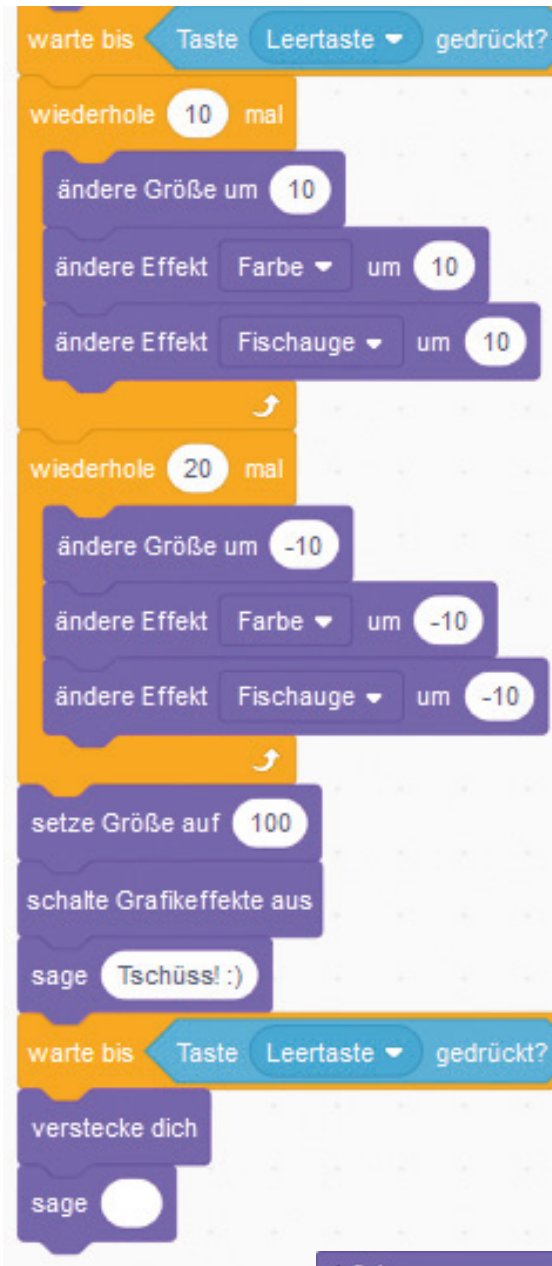 warte bis Taste Leertaste gedrückt?
wiederhole 10 mal
ändere Größe um 10
ändere Effekt Farbe um 10
ändere Effekt Fischauge um 10
wiederhole 20 mal
ändere Größe um -10
ändere Effekt Farbe um -10
ändere Effekt Fischauge um -10
setze Größe auf 100
schalte Grafikeffekte aus
sage Tschüss! :)
warte bis Taste Leertaste gedrückt?
verstecke dich
sage